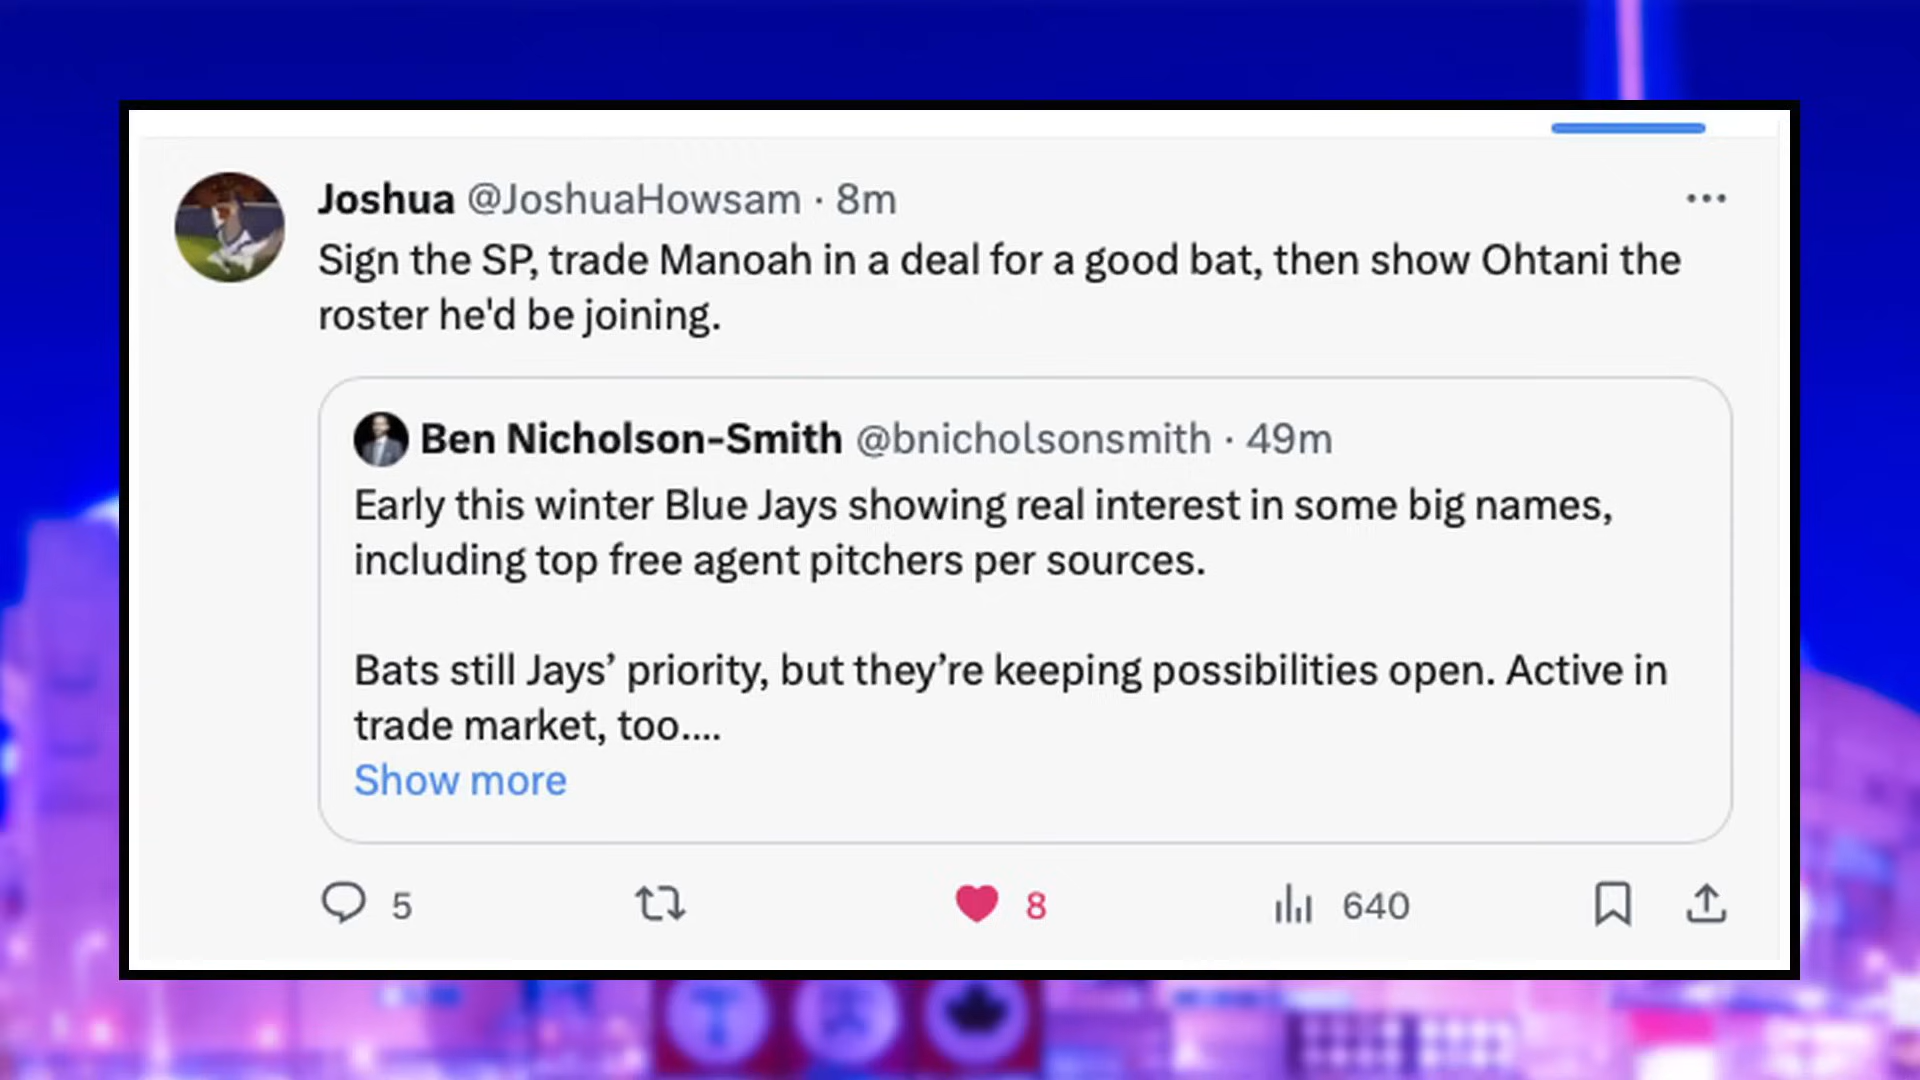 Joshua @JoshuaHowsam · 8m
Sign the SP, trade Manoah in a deal for a good bat, then show Ohtani the
roster he'd be joining.
Ben Nicholson-Smith @bnicholsonsmith · 49m
Early this winter Blue Jays showing real interest in some big names,
including top free agent pitchers per sources.
Bats still Jays’ priority, but they’re keeping possibilities open. Active in
trade market, too....
Show more
5 8 640